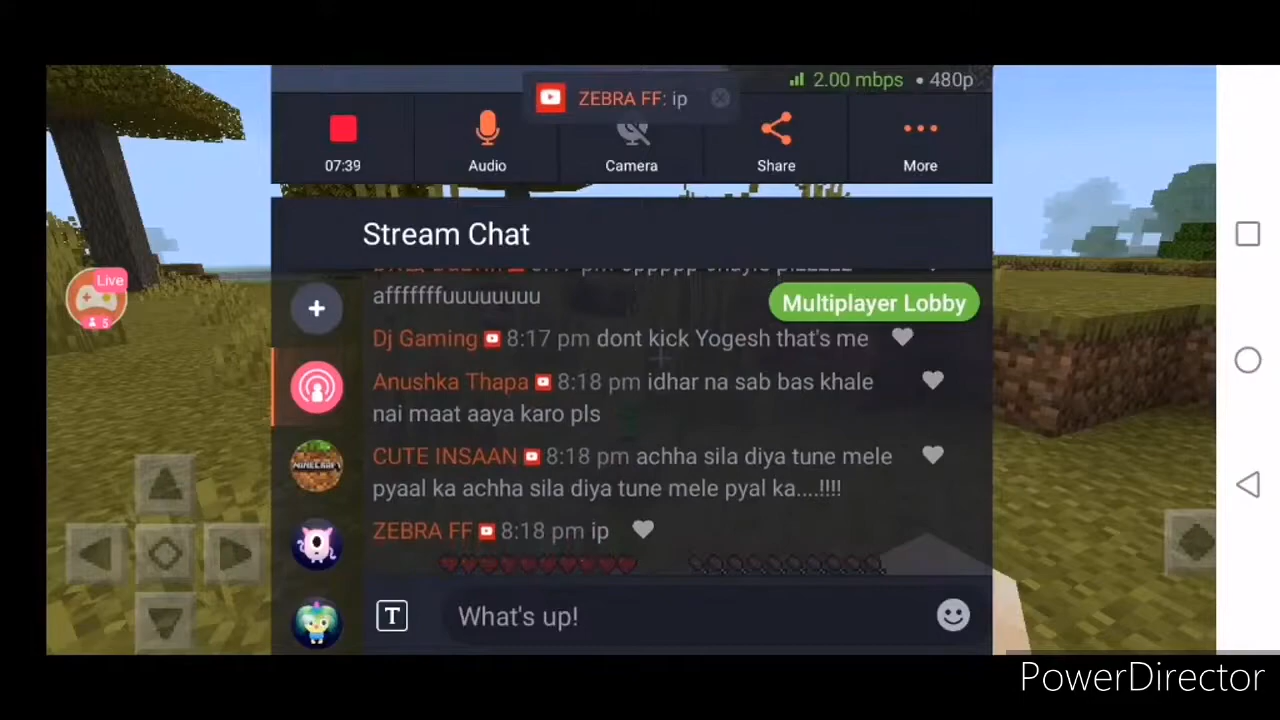 2.00 mbps • 480p
ZEBRA FF: ip
07:39
Audio
Camera
Share
More
Stream Chat
Live
5
afffffffuuuuuuuuu
Multiplayer Lobby
Dj Gaming 8:17 pm dont kick Yogesh that's me
Anushka Thapa 8:18 pm idhar na sab bas khale
nai maat aaya karo pls
MINECRAFT
CUTE INSAAN 8:18 pm achha sila diya tune mele
pyaal ka achha sila diya tune mele pyal ka....!!!!
ZEBRA FF 8:18 pm ip
T
What's up!
PowerDirector